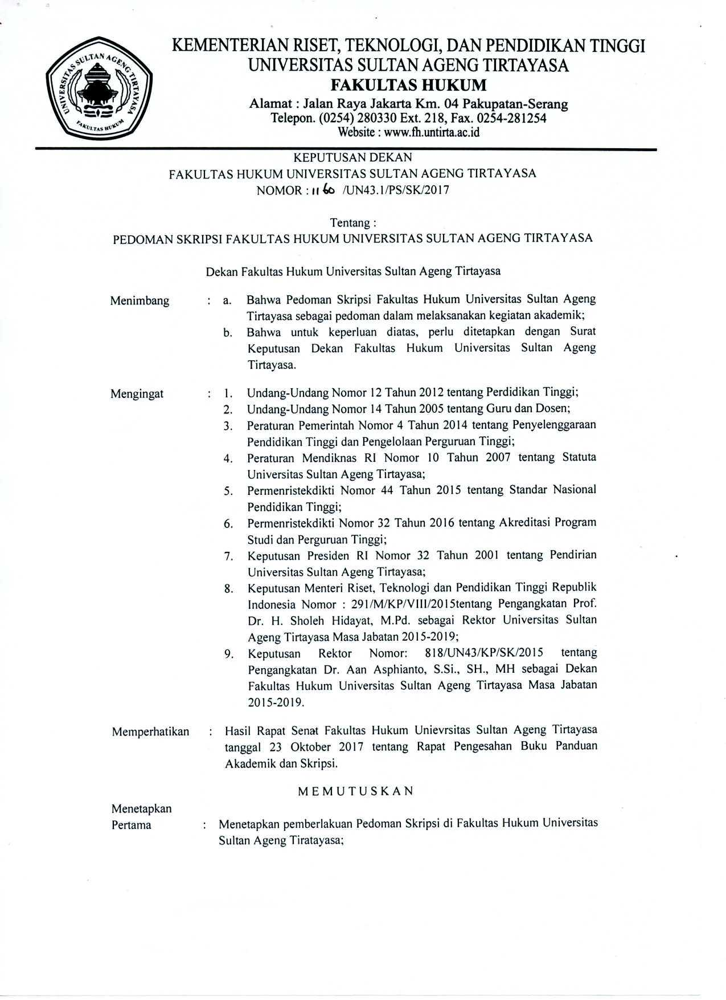 UNIVERSITAS SULTAN AGENG TIRTAYASA
FAKULTAS HUKUM
KEMENTERIAN RISET, TEKNOLOGI, DAN PENDIDIKAN TINGGI
UNIVERSITAS SULTAN AGENG TIRTAYASA
FAKULTAS HUKUM
Alamat : Jalan Raya Jakarta Km. 04 Pakupatan-Serang
Telepon. (0254) 280330 Ext. 218, Fax. 0254-281254
Website : www.fh.untirta.ac.id
KEPUTUSAN DEKAN
FAKULTAS HUKUM UNIVERSITAS SULTAN AGENG TIRTAYASA
NOMOR : 1160 /UN43.1/PS/SK/2017
Tentang :
PEDOMAN SKRIPSI FAKULTAS HUKUM UNIVERSITAS SULTAN AGENG TIRTAYASA
Dekan Fakultas Hukum Universitas Sultan Ageng Tirtayasa
Menimbang : a. Bahwa Pedoman Skripsi Fakultas Hukum Universitas Sultan Ageng
Tirtayasa sebagai pedoman dalam melaksanakan kegiatan akademik;
b. Bahwa untuk keperluan diatas, perlu ditetapkan dengan Surat
Keputusan Dekan Fakultas Hukum Universitas Sultan Ageng
Tirtayasa.
Mengingat : 1. Undang-Undang Nomor 12 Tahun 2012 tentang Perdidikan Tinggi;
2. Undang-Undang Nomor 14 Tahun 2005 tentang Guru dan Dosen;
3. Peraturan Pemerintah Nomor 4 Tahun 2014 tentang Penyelenggaraan
Pendidikan Tinggi dan Pengelolaan Perguruan Tinggi;
4. Peraturan Mendiknas RI Nomor 10 Tahun 2007 tentang Statuta
Universitas Sultan Ageng Tirtayasa;
5. Permenristekdikti Nomor 44 Tahun 2015 tentang Standar Nasional
Pendidikan Tinggi;
6. Permenristekdikti Nomor 32 Tahun 2016 tentang Akreditasi Program
Studi dan Perguruan Tinggi;
7. Keputusan Presiden RI Nomor 32 Tahun 2001 tentang Pendirian
Universitas Sultan Ageng Tirtayasa;
8. Keputusan Menteri Riset, Teknologi dan Pendidikan Tinggi Republik
Indonesia Nomor : 291/M/KP/VIII/2015tentang Pengangkatan Prof.
Dr. H. Sholeh Hidayat, M.Pd. sebagai Rektor Universitas Sultan
Ageng Tirtayasa Masa Jabatan 2015-2019;
9. Keputusan Rektor Nomor: 818/UN43/KP/SK/2015 tentang
Pengangkatan Dr. Aan Asphianto, S.Si., SH., MH sebagai Dekan
Fakultas Hukum Universitas Sultan Ageng Tirtayasa Masa Jabatan
2015-2019.
Memperhatikan : Hasil Rapat Senat Fakultas Hukum Unievrsitas Sultan Ageng Tirtayasa
tanggal 23 Oktober 2017 tentang Rapat Pengesahan Buku Panduan
Akademik dan Skripsi.
M E M U T U S K A N
Menetapkan
Pertama : Menetapkan pemberlakuan Pedoman Skripsi di Fakultas Hukum Universitas
Sultan Ageng Tiratayasa;